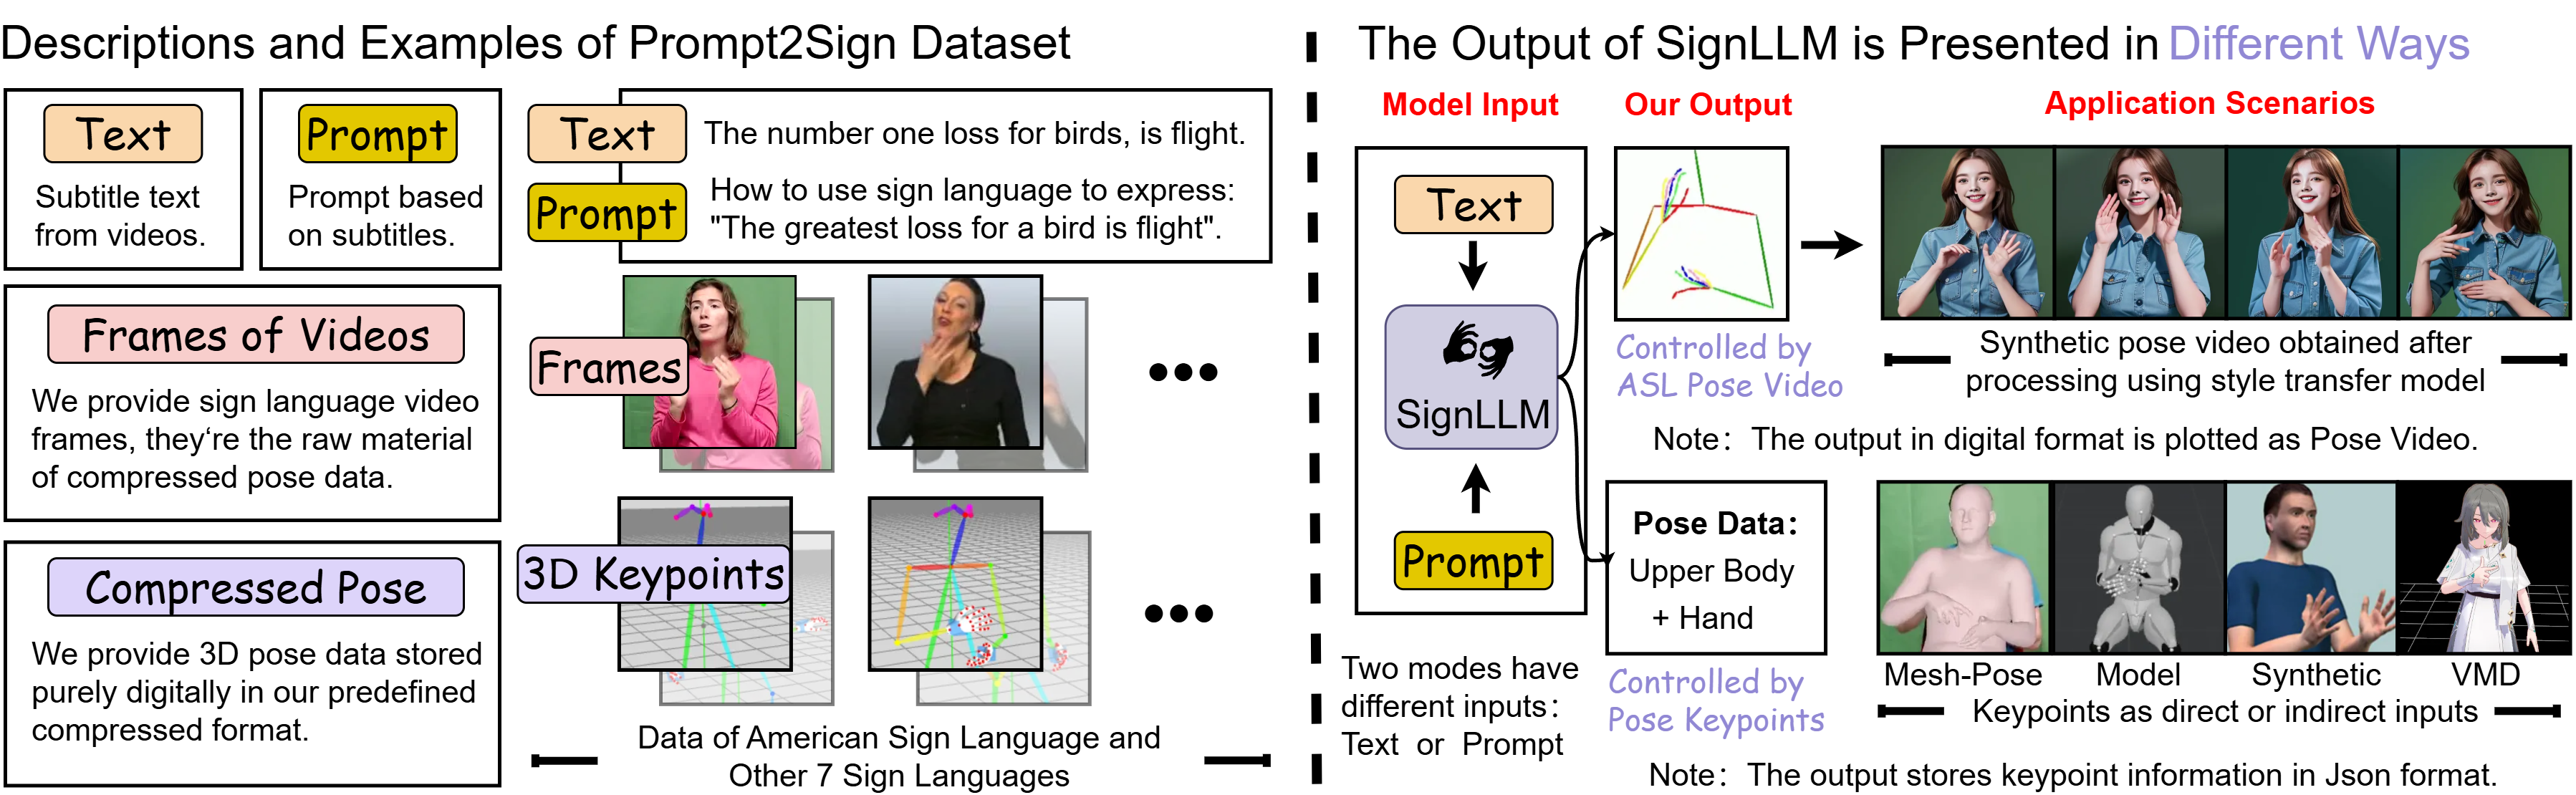 Descriptions and Examples of Prompt2Sign Dataset
Text
Subtitle text
from videos.
Prompt
Prompt based
on subtitles.
Frames of Videos
We provide sign language video
frames, they‘re the raw material
of compressed pose data.
Compressed Pose
We provide 3D pose data stored
purely digitally in our predefined
compressed format.
Text
The number one loss for birds, is flight.
Prompt
How to use sign language to express:
"The greatest loss for a bird is flight".
Frames
3D Keypoints
Data of American Sign Language and
Other 7 Sign Languages
The Output of SignLLM is Presented in Different Ways
Model Input
Our Output
Application Scenarios
Text
SignLLM
Prompt
Two modes have
different inputs:
Text or Prompt
Controlled by
ASL Pose Video
Synthetic pose video obtained after
processing using style transfer model
Note: The output in digital format is plotted as Pose Video.
Pose Data:
Upper Body
+ Hand
Controlled by
Pose Keypoints
Mesh-Pose
Model
Synthetic
VMD
Keypoints as direct or indirect inputs
Note: The output stores keypoint information in Json format.